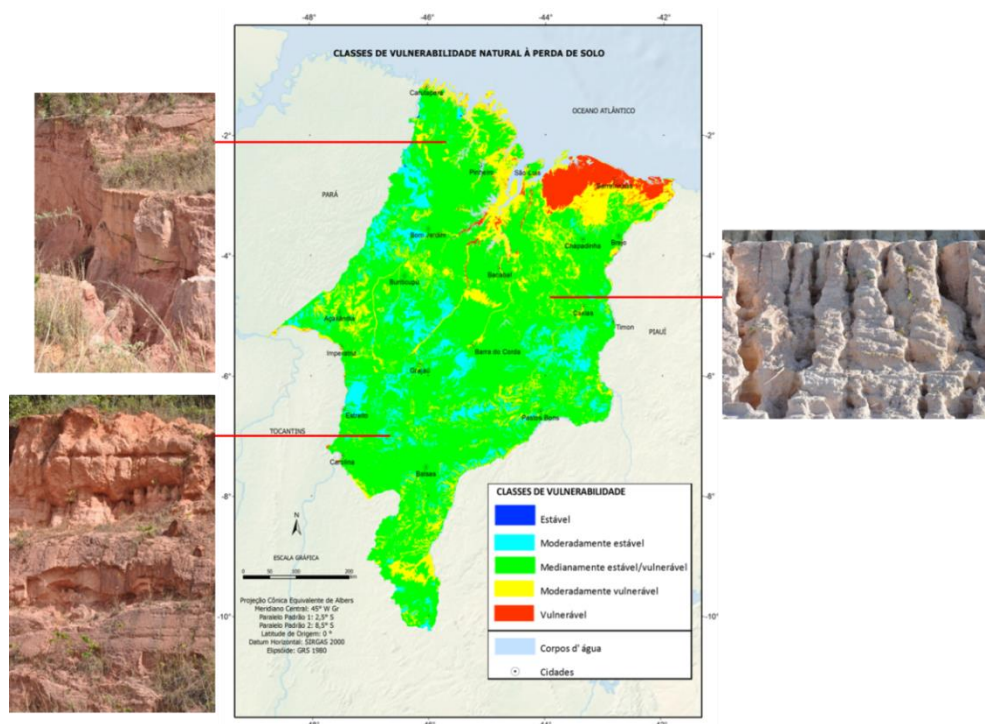 -48 -46 -44 -42
CLASSES DE VULNERABILIDADE NATURAL À PERDA DE SOLO
OCEANO ATLÂNTICO
-2°
Pinheiro
São Luís
PARÁ
Bom Jardim
Chapadinha
Brejo
-4°
Buriticupu
Bacabal
Açailândia
Caxias
Timon
PIAUÍ
Imperatriz
Barra do Corda
-6°
Grajaú
Estreito
Pastos Bons
TOCANTINS
Carolina
Balsas
-8°
N
ESCALA GRÁFICA
0 50 100 200
Projeção Cônica Equivalente de Albers
Meridiano Central: 45° W Gr
Paralelo Padrão 1: 2,5° S
Paralelo Padrão 2: 8,5° S
Latitude de Origem: 0 °
Datum Horizontal: SIRGAS 2000
Elipsóide: GRS 1980
-10°
CLASSES DE VULNERABILIDADE
Estável
Moderadamente estável
Medianamente estável/vulnerável
Moderadamente vulnerável
Vulnerável
Corpos d' água
Cidades